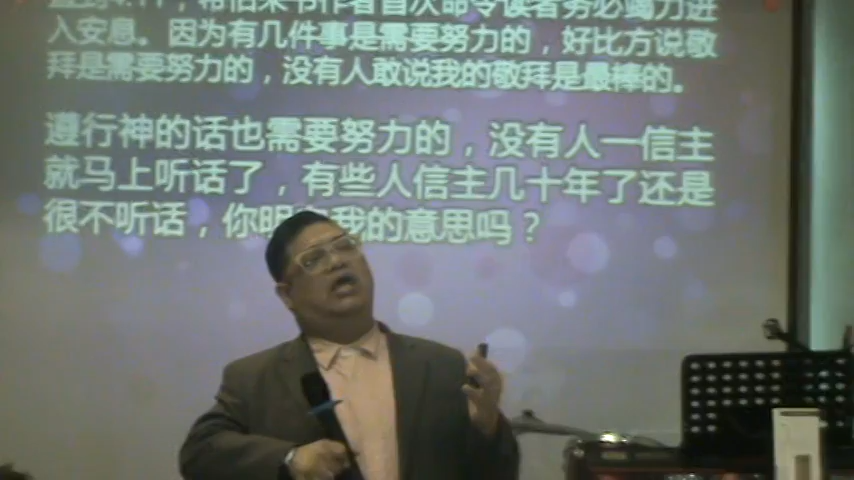 希伯来书作者首次命令读者务必竭力进
入安息。因为有几件事是需要努力的，好比方说敬
拜是需要努力的，没有人敢说我的敬拜是最棒的。
遵行神的话也需要努力的，没有人一信主
就马上听话了，有些人信主几十年了还是
很不听话，你明 我的意思吗？